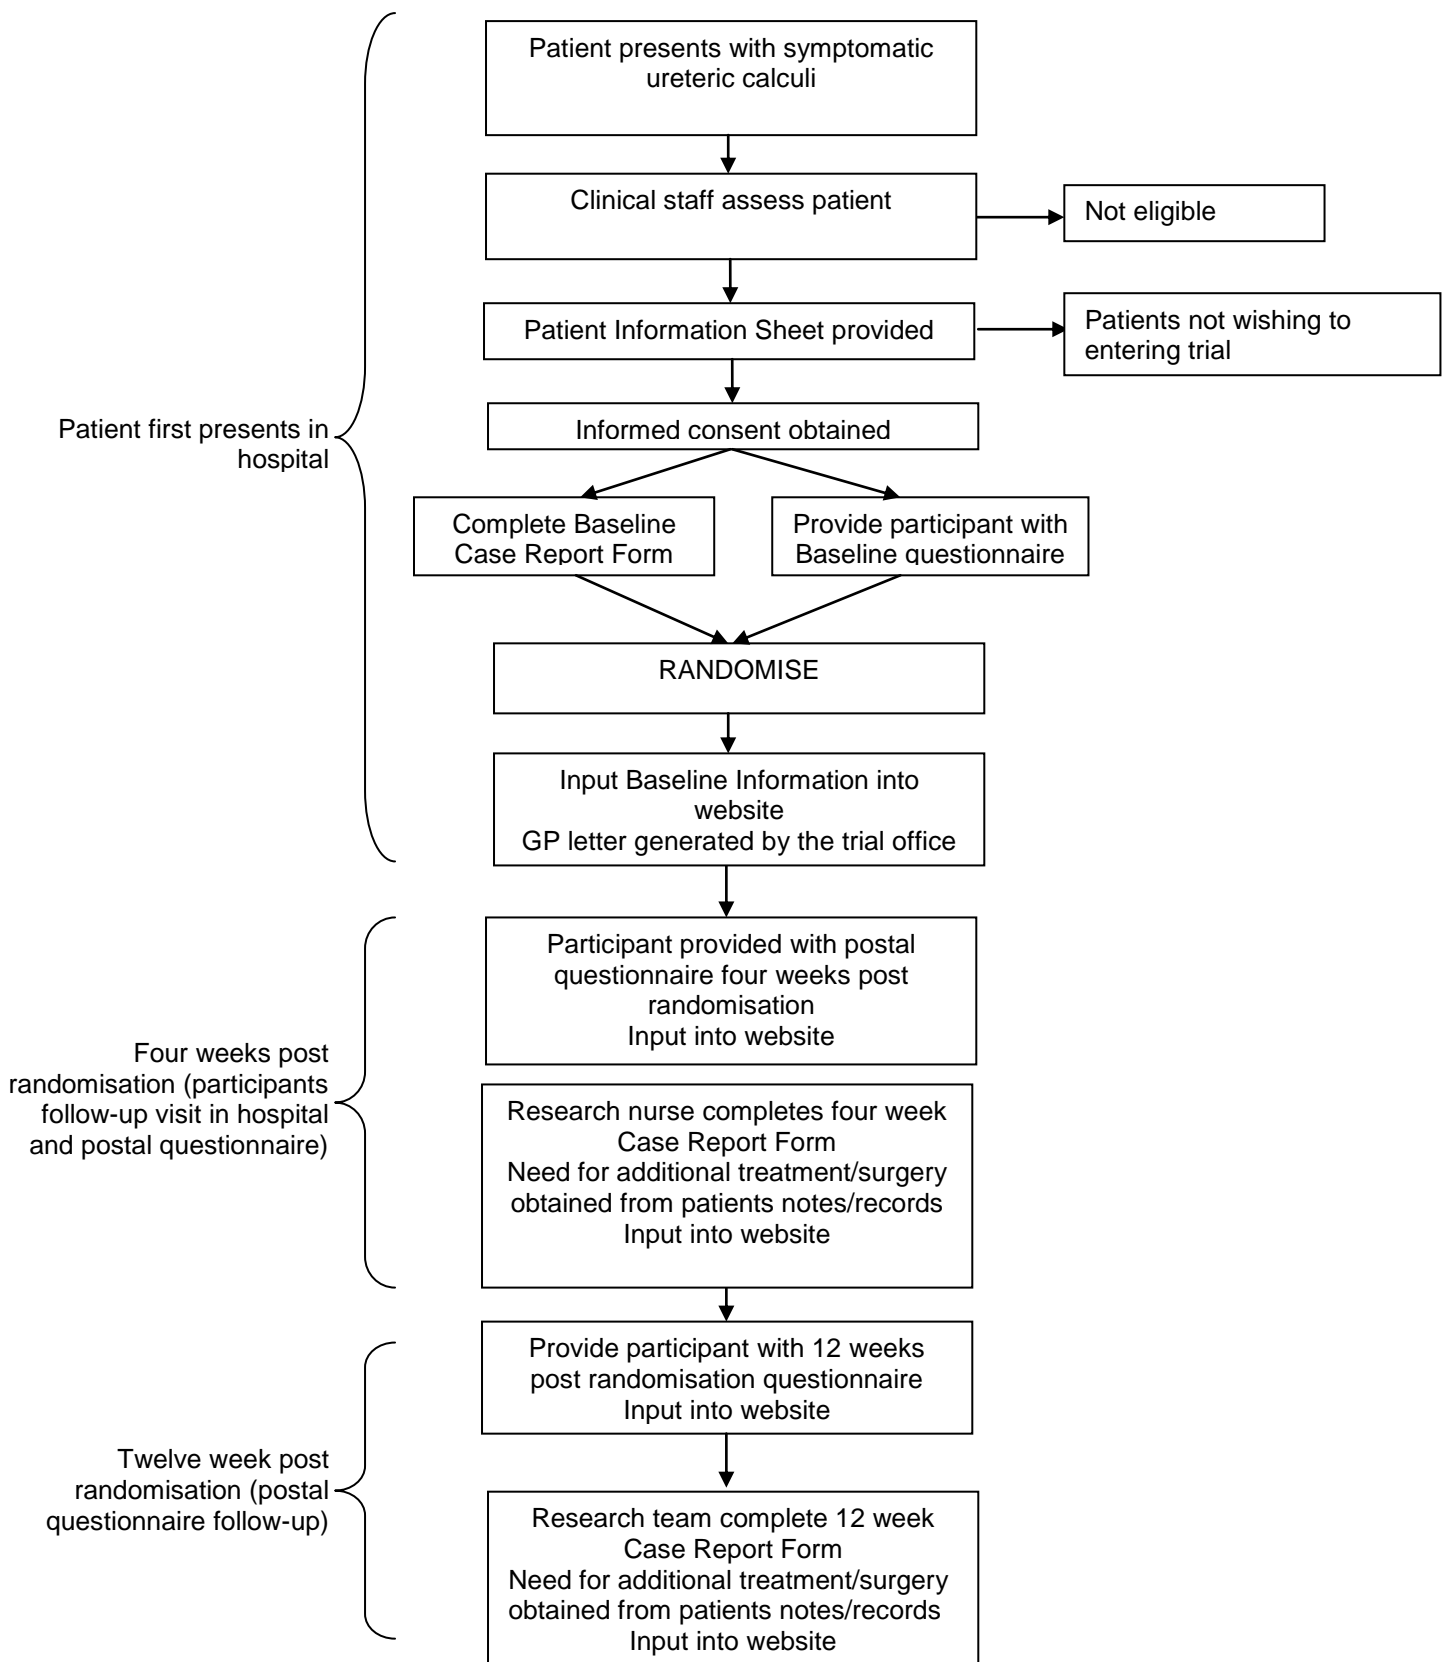 Patient presents with symptomatic
ureteric calculi
Clinical staff assess patient
Not eligible
Patient Information Sheet provided
Patients not wishing to
entering trial
Informed consent obtained
Patient first presents in
hospital
Complete Baseline
Case Report Form
Provide participant with
Baseline questionnaire
RANDOMISE
Input Baseline Information into
website
GP letter generated by the trial office
Participant provided with postal
questionnaire four weeks post
randomisation
Input into website
Four weeks post
randomisation (participants
follow-up visit in hospital
and postal questionnaire)
Research nurse completes four week
Case Report Form
Need for additional treatment/surgery
obtained from patients notes/records
Input into website
Provide participant with 12 weeks
post randomisation questionnaire
Input into website
Twelve week post
randomisation (postal
questionnaire follow-up)
Research team complete 12 week
Case Report Form
Need for additional treatment/surgery
obtained from patients notes/records
Input into website